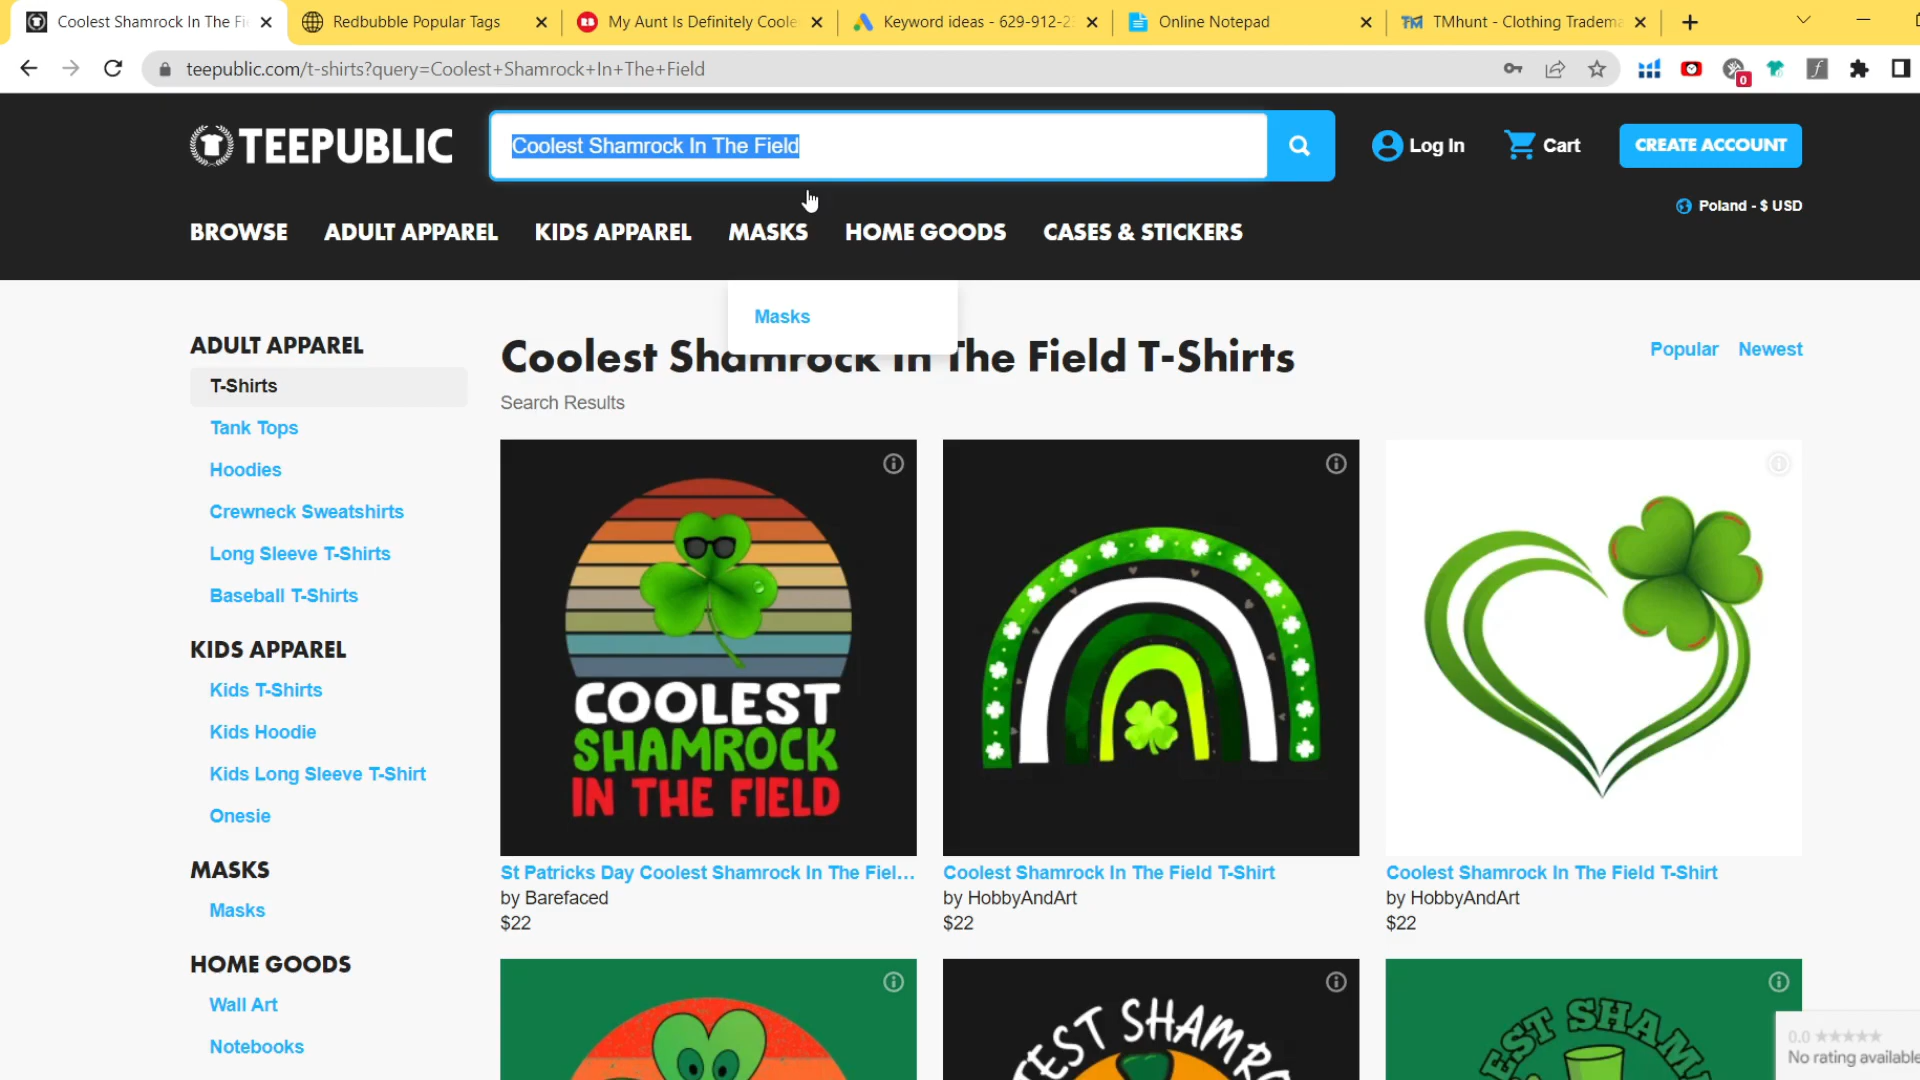 Coolest Shamrock In The Fi
Redbubble Popular Tags
My Aunt Is Definitely Coole
Keyword ideas - 629-912-2
Online Notepad
TMhunt - Clothing Tradema
teepublic.com/t-shirts?query=Coolest+Shamrock+In+The+Field
0
TEEPUBLIC
Coolest Shamrock In The Field
Log In
Cart
CREATE ACCOUNT
Poland - $ USD
BROWSE
ADULT APPAREL
KIDS APPAREL
MASKS
HOME GOODS
CASES & STICKERS
Masks
ADULT APPAREL
T-Shirts
Tank Tops
Hoodies
Crewneck Sweatshirts
Long Sleeve T-Shirts
Baseball T-Shirts
KIDS APPAREL
Kids T-Shirts
Kids Hoodie
Kids Long Sleeve T-Shirt
Onesie
MASKS
Masks
HOME GOODS
Wall Art
Notebooks
Coolest Shamrock In The Field T-Shirts
Popular
Newest
Search Results
COOLEST
SHAMROCK
IN THE FIELD
St Patricks Day Coolest Shamrock In The Fiel...
by Barefaced
$22
Coolest Shamrock In The Field T-Shirt
by HobbyAndArt
$22
Coolest Shamrock In The Field T-Shirt
by HobbyAndArt
$22
EST SHAMR
EST SHAM
0.0
No rating available